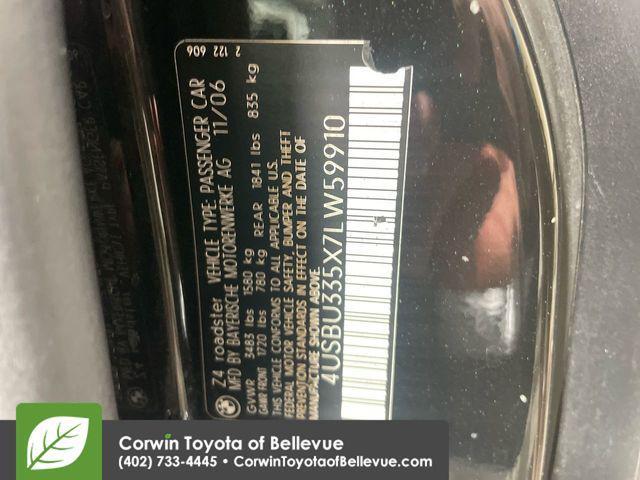 Z4 roadster VEHICLE TYPE: PASSENGER CAR
MFD BY BAYERISCHE MOTORENWERKE AG 11/06
GVWR 3483 lbs 1580 kg
GAWR FRONT 1720 lbs 780 kg REAR 1841 lbs 835 kg
THIS VEHICLE CONFORMS TO ALL APPLICABLE U.S.
FEDERAL MOTOR VEHICLE SAFETY, BUMPER AND THEFT
PREVENTION STANDARDS IN EFFECT ON THE DATE OF
MANUFACTURE SHOWN ABOVE.
4USBU335X7LW59910
2 122 606
Corwin Toyota of Bellevue
(402) 733-4445 • CorwinToyotaofBellevue.com